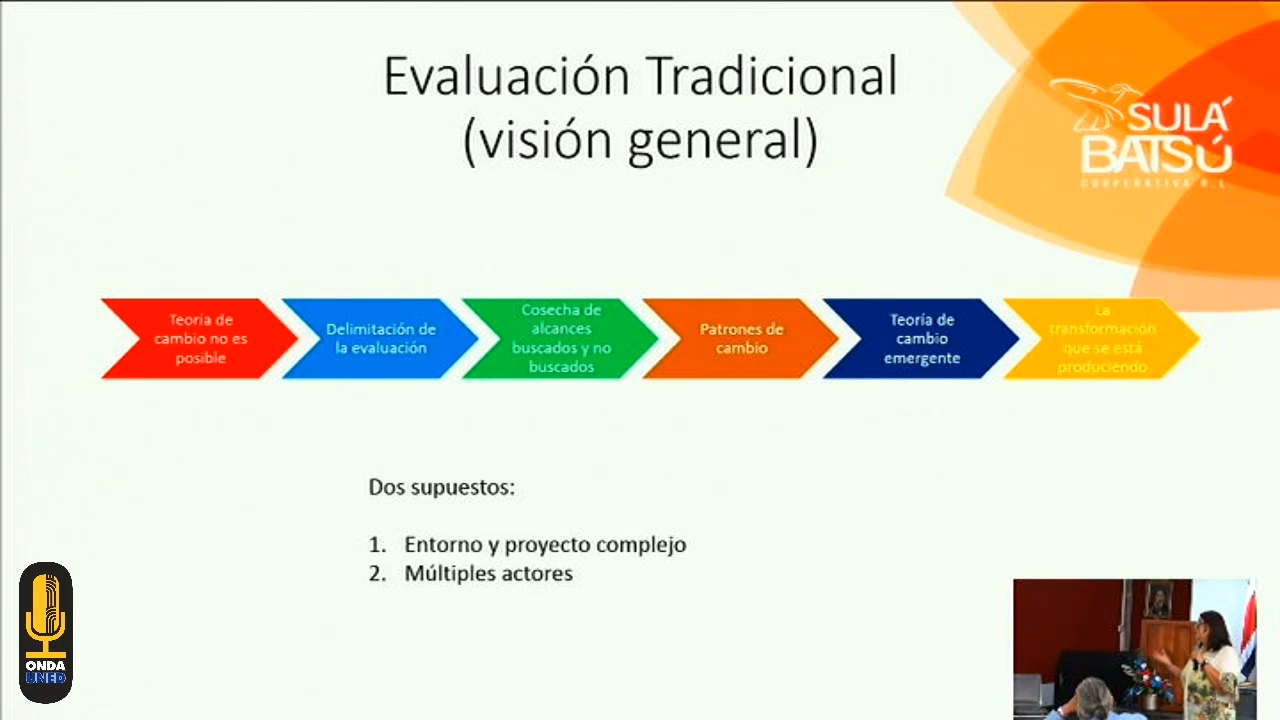 Evaluación Tradicional
(visión general)
SULÁ
BATSÚ
COOPERATIVA R.L.
Teoría de
cambio no es
posible
Delimitación de
la evaluación
Cosecha de
alcances
buscados y no
buscados
Patrones de
cambio
Teoría de
cambio
emergente
La
transformación
que se está
produciendo
Dos supuestos:
1. Entorno y proyecto complejo
2. Múltiples actores
ONDA
UNED